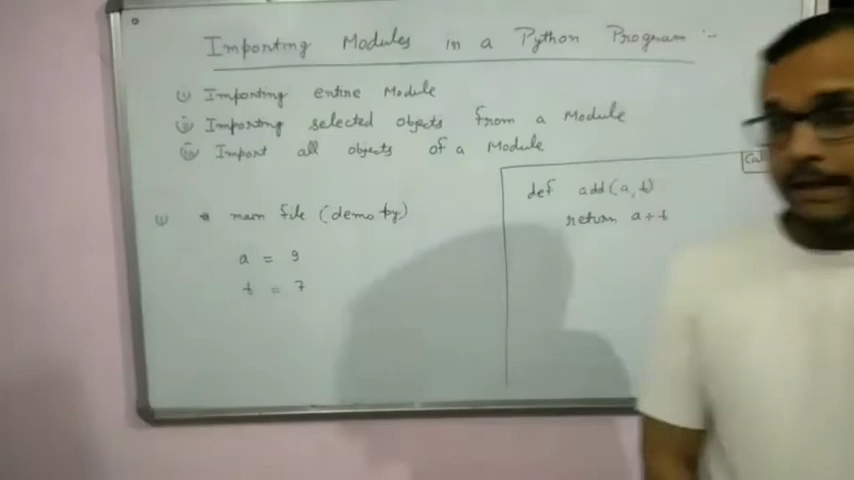 Importing Modules in a Python Program :-
(i) Importing entire Module
(ii) Importing selected objects from a Module
(iii) Import all objects of a Module
(i) * main file (demo.py)
a = 9
b = 7
def add(a, b)
return a+b